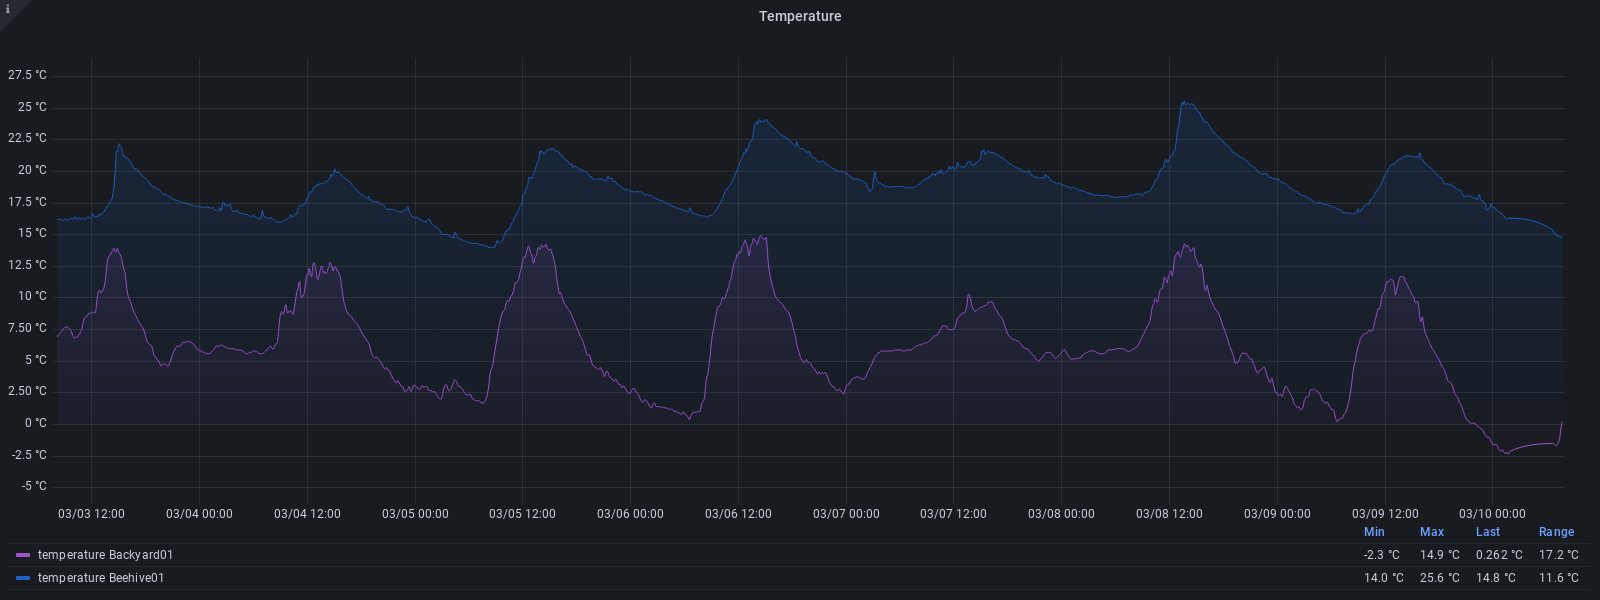 i
Temperature
27.5 °C
25 °C
22.5 °C
20 °C
17.5 °C
15 °C
12.5 °C
10 °C
7.50 °C
5 °C
2.50 °C
0 °C
-2.5 °C
-5 °C
03/03 12:00 03/04 00:00 03/04 12:00 03/05 00:00 03/05 12:00 03/06 00:00 03/06 12:00 03/07 00:00 03/07 12:00 03/08 00:00 03/08 12:00 03/09 00:00 03/09 12:00 03/10 00:00
Min Max Last Range
temperature Backyard01 -2.3 °C 14.9 °C 0.262 °C 17.2 °C
temperature Beehive01 14.0 °C 25.6 °C 14.8 °C 11.6 °C